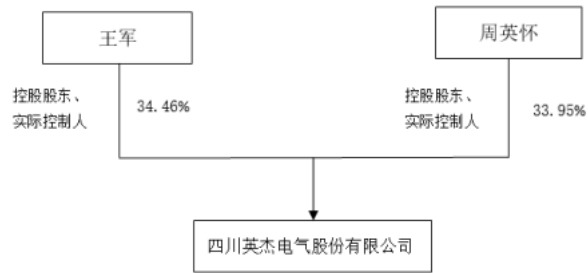 王军
周英怀
控股股东、
实际控制人
34.46%
控股股东、
实际控制人
33.95%
四川英杰电气股份有限公司